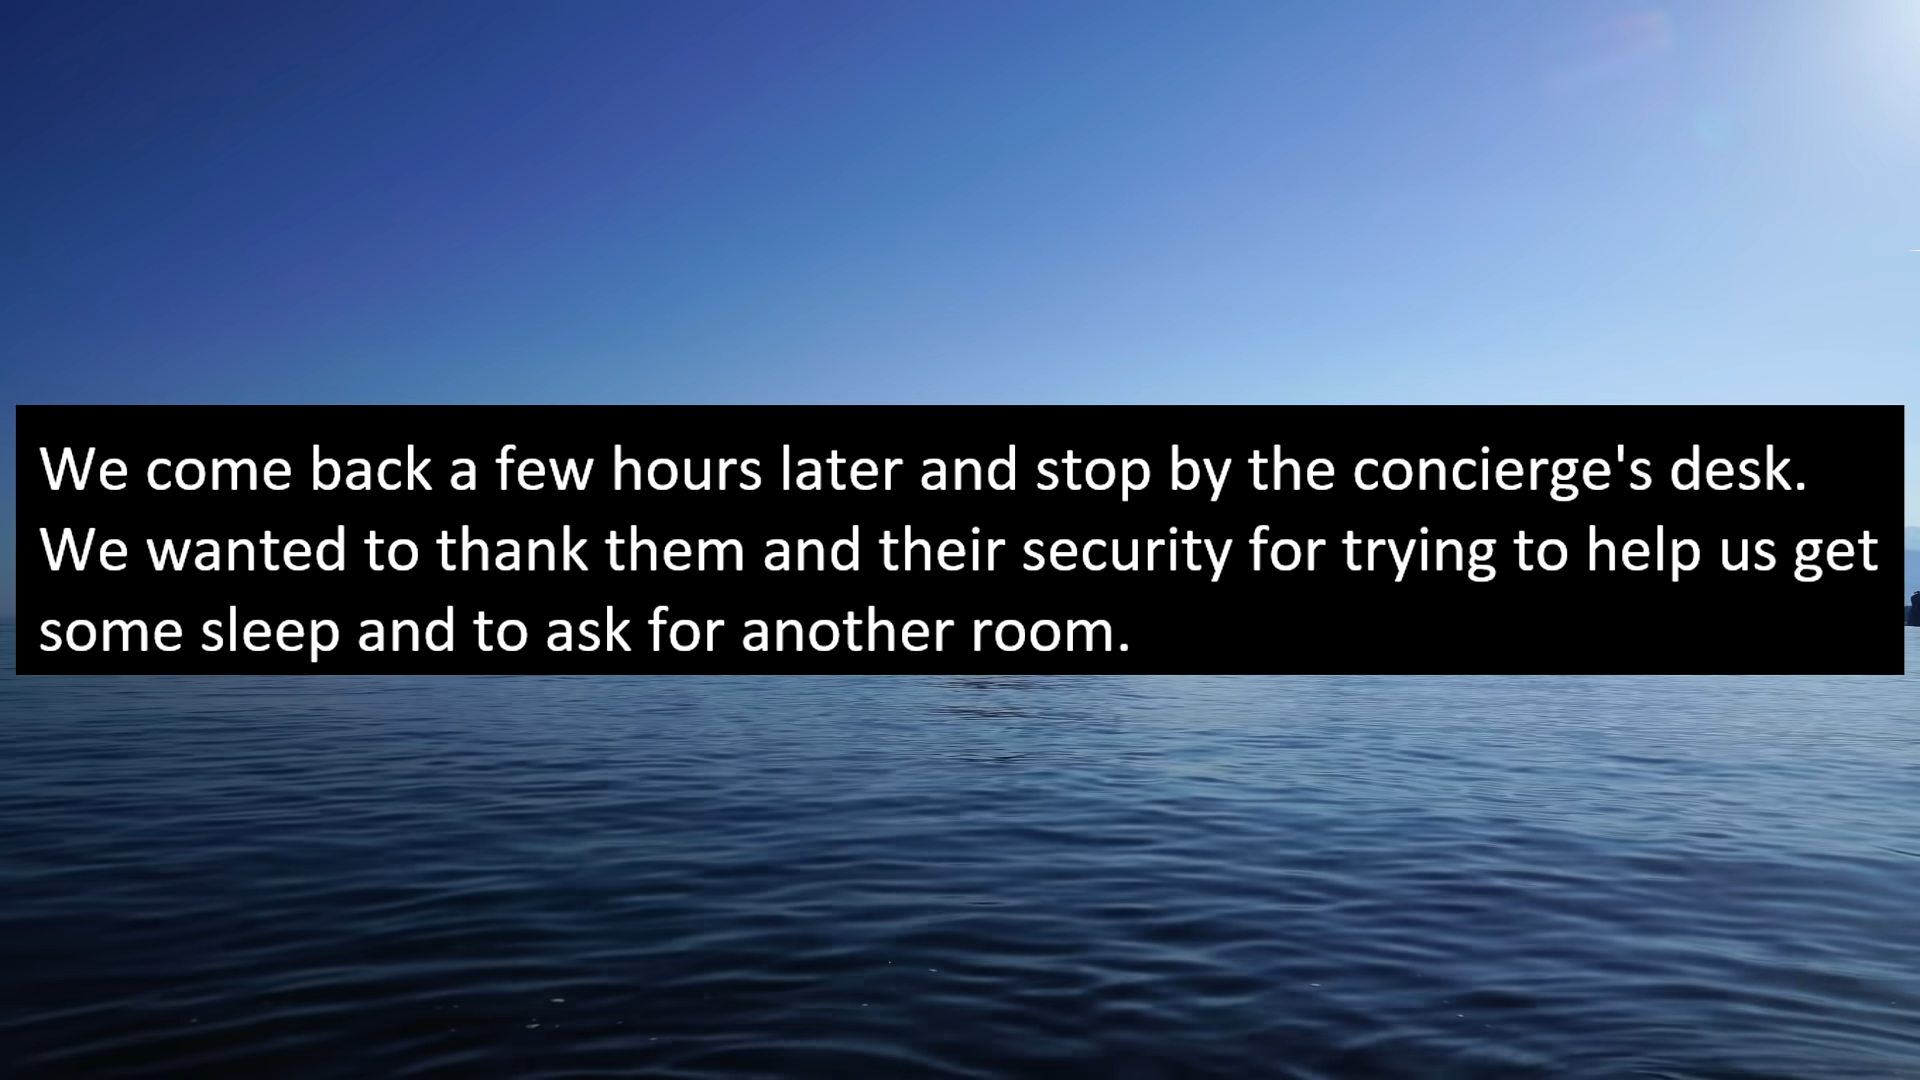 We come back a few hours later and stop by the concierge's desk.
We wanted to thank them and their security for trying to help us get
some sleep and to ask for another room.